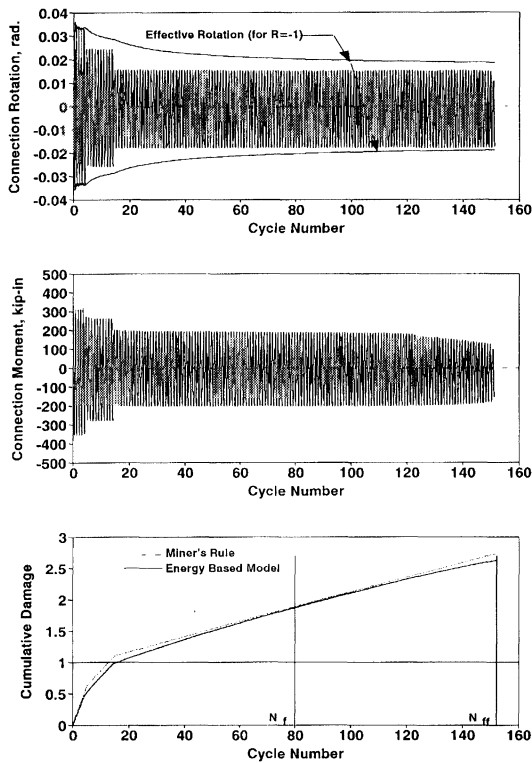 Effective Rotation (for R=-1)
Connection Rotation, rad.
0.04
0.03
0.02
0.01
0
-0.01
-0.02
-0.03
-0.04
0 20 40 60 80 100 120 140 160
Cycle Number
Connection Moment, kip-in
500
400
300
200
100
0
-100
-200
-300
-400
-500
0 20 40 60 80 100 120 140 160
Cycle Number
Cumulative Damage
3
2.5
2
1.5
1
0.5
0
Miner's Rule
Energy Based Model
N f
N ff
0 20 40 60 80 100 120 140 160
Cycle Number